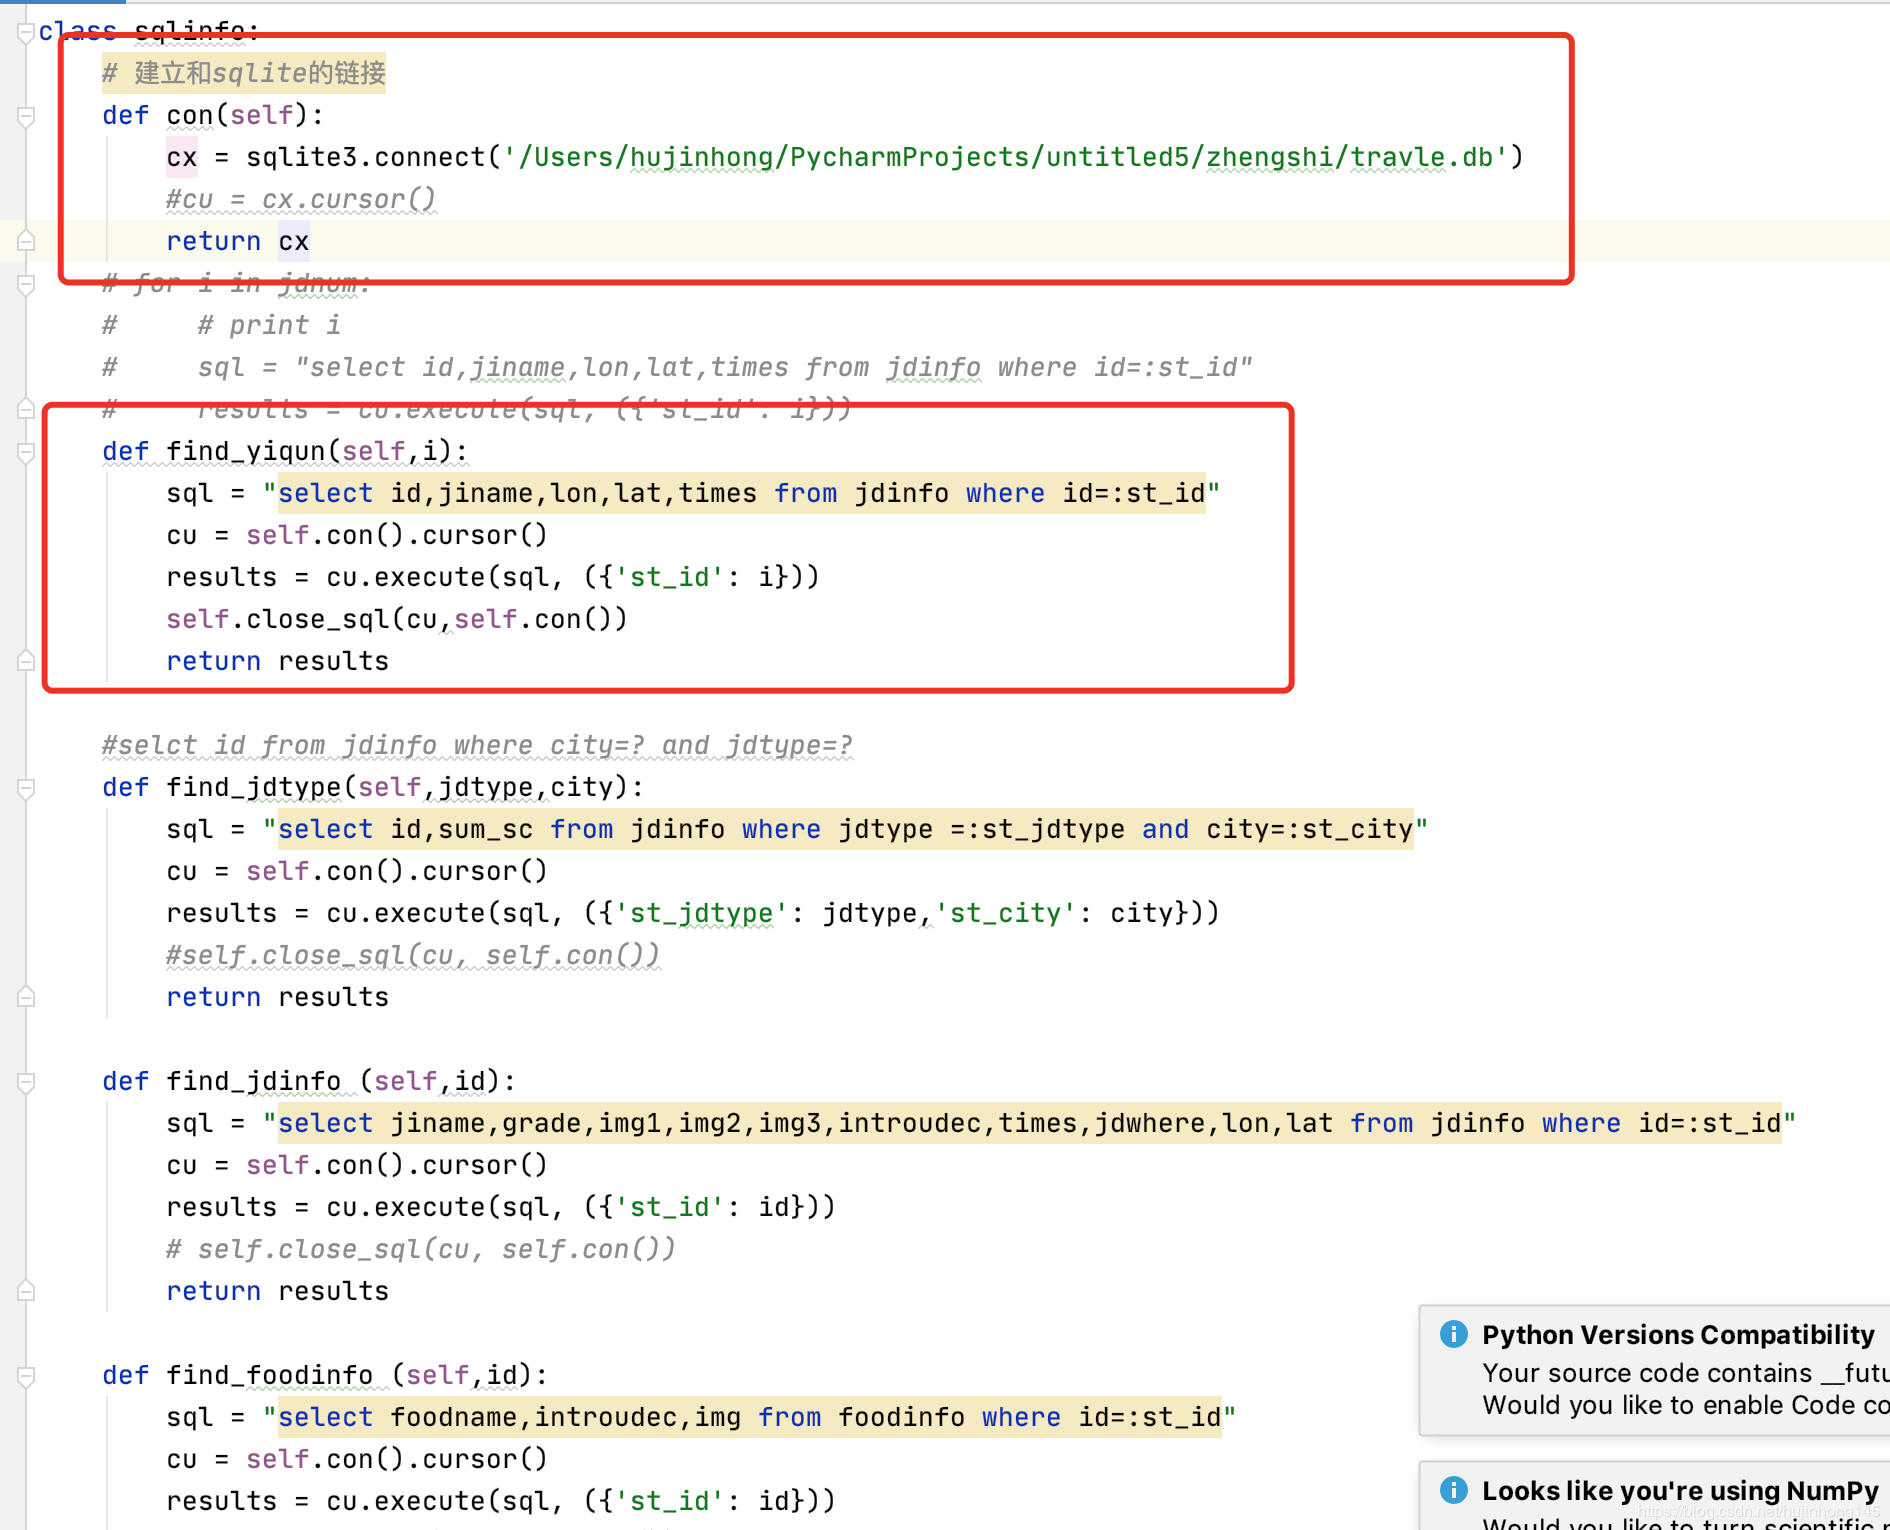 class sqlinfo:
    # 建立和sqlite的链接
    def con(self):
        cx = sqlite3.connect('/Users/hujinhong/PycharmProjects/untitled5/zhengshi/travle.db')
        #cu = cx.cursor()
        return cx
    # for i in jdnum:
    #     # print i
    #     sql = "select id,jiname,lon,lat,times from jdinfo where id=:st_id"
    #     results = cu.execute(sql, ({'st_id': i}))
    def find_yiqun(self,i):
        sql = "select id,jiname,lon,lat,times from jdinfo where id=:st_id"
        cu = self.con().cursor()
        results = cu.execute(sql, ({'st_id': i}))
        self.close_sql(cu,self.con())
        return results
    #selct id from jdinfo where city=? and jdtype=?
    def find_jdtype(self,jdtype,city):
        sql = "select id,sum_sc from jdinfo where jdtype =:st_jdtype and city=:st_city"
        cu = self.con().cursor()
        results = cu.execute(sql, ({'st_jdtype': jdtype,'st_city': city}))
        #self.close_sql(cu, self.con())
        return results
    def find_jdinfo (self,id):
        sql = "select jiname,grade,img1,img2,img3,introudec,times,jdwhere,lon,lat from jdinfo where id=:st_id"
        cu = self.con().cursor()
        results = cu.execute(sql, ({'st_id': id}))
        # self.close_sql(cu, self.con())
        return results
    def find_foodinfo (self,id):
        sql = "select foodname,introudec,img from foodinfo where id=:st_id"
        cu = self.con().cursor()
        results = cu.execute(sql, ({'st_id': id}))
Python Versions Compatibility
Your source code contains __futu
Would you like to enable Code co
Looks like you're using NumPy
https://blog.csdn.net/hujinhong145
Would you like to turn scientific